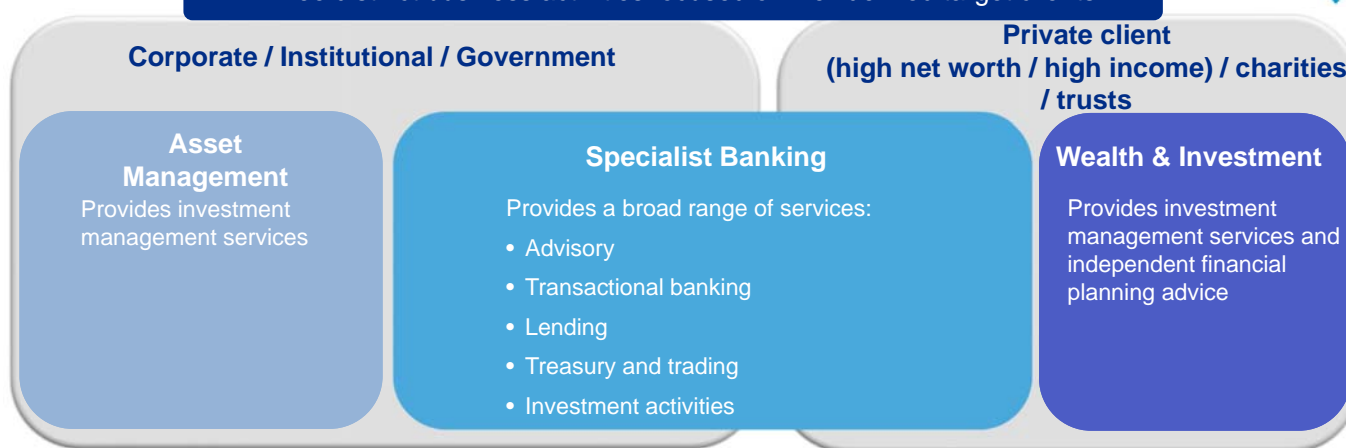 Corporate / Institutional / Government
Private client
(high net worth / high income) / charities
/ trusts
Asset
Management
Provides investment
management services
Specialist Banking
Provides a broad range of services:
• Advisory
• Transactional banking
• Lending
• Treasury and trading
• Investment activities
Wealth & Investment
Provides investment
management services and
independent financial
planning advice